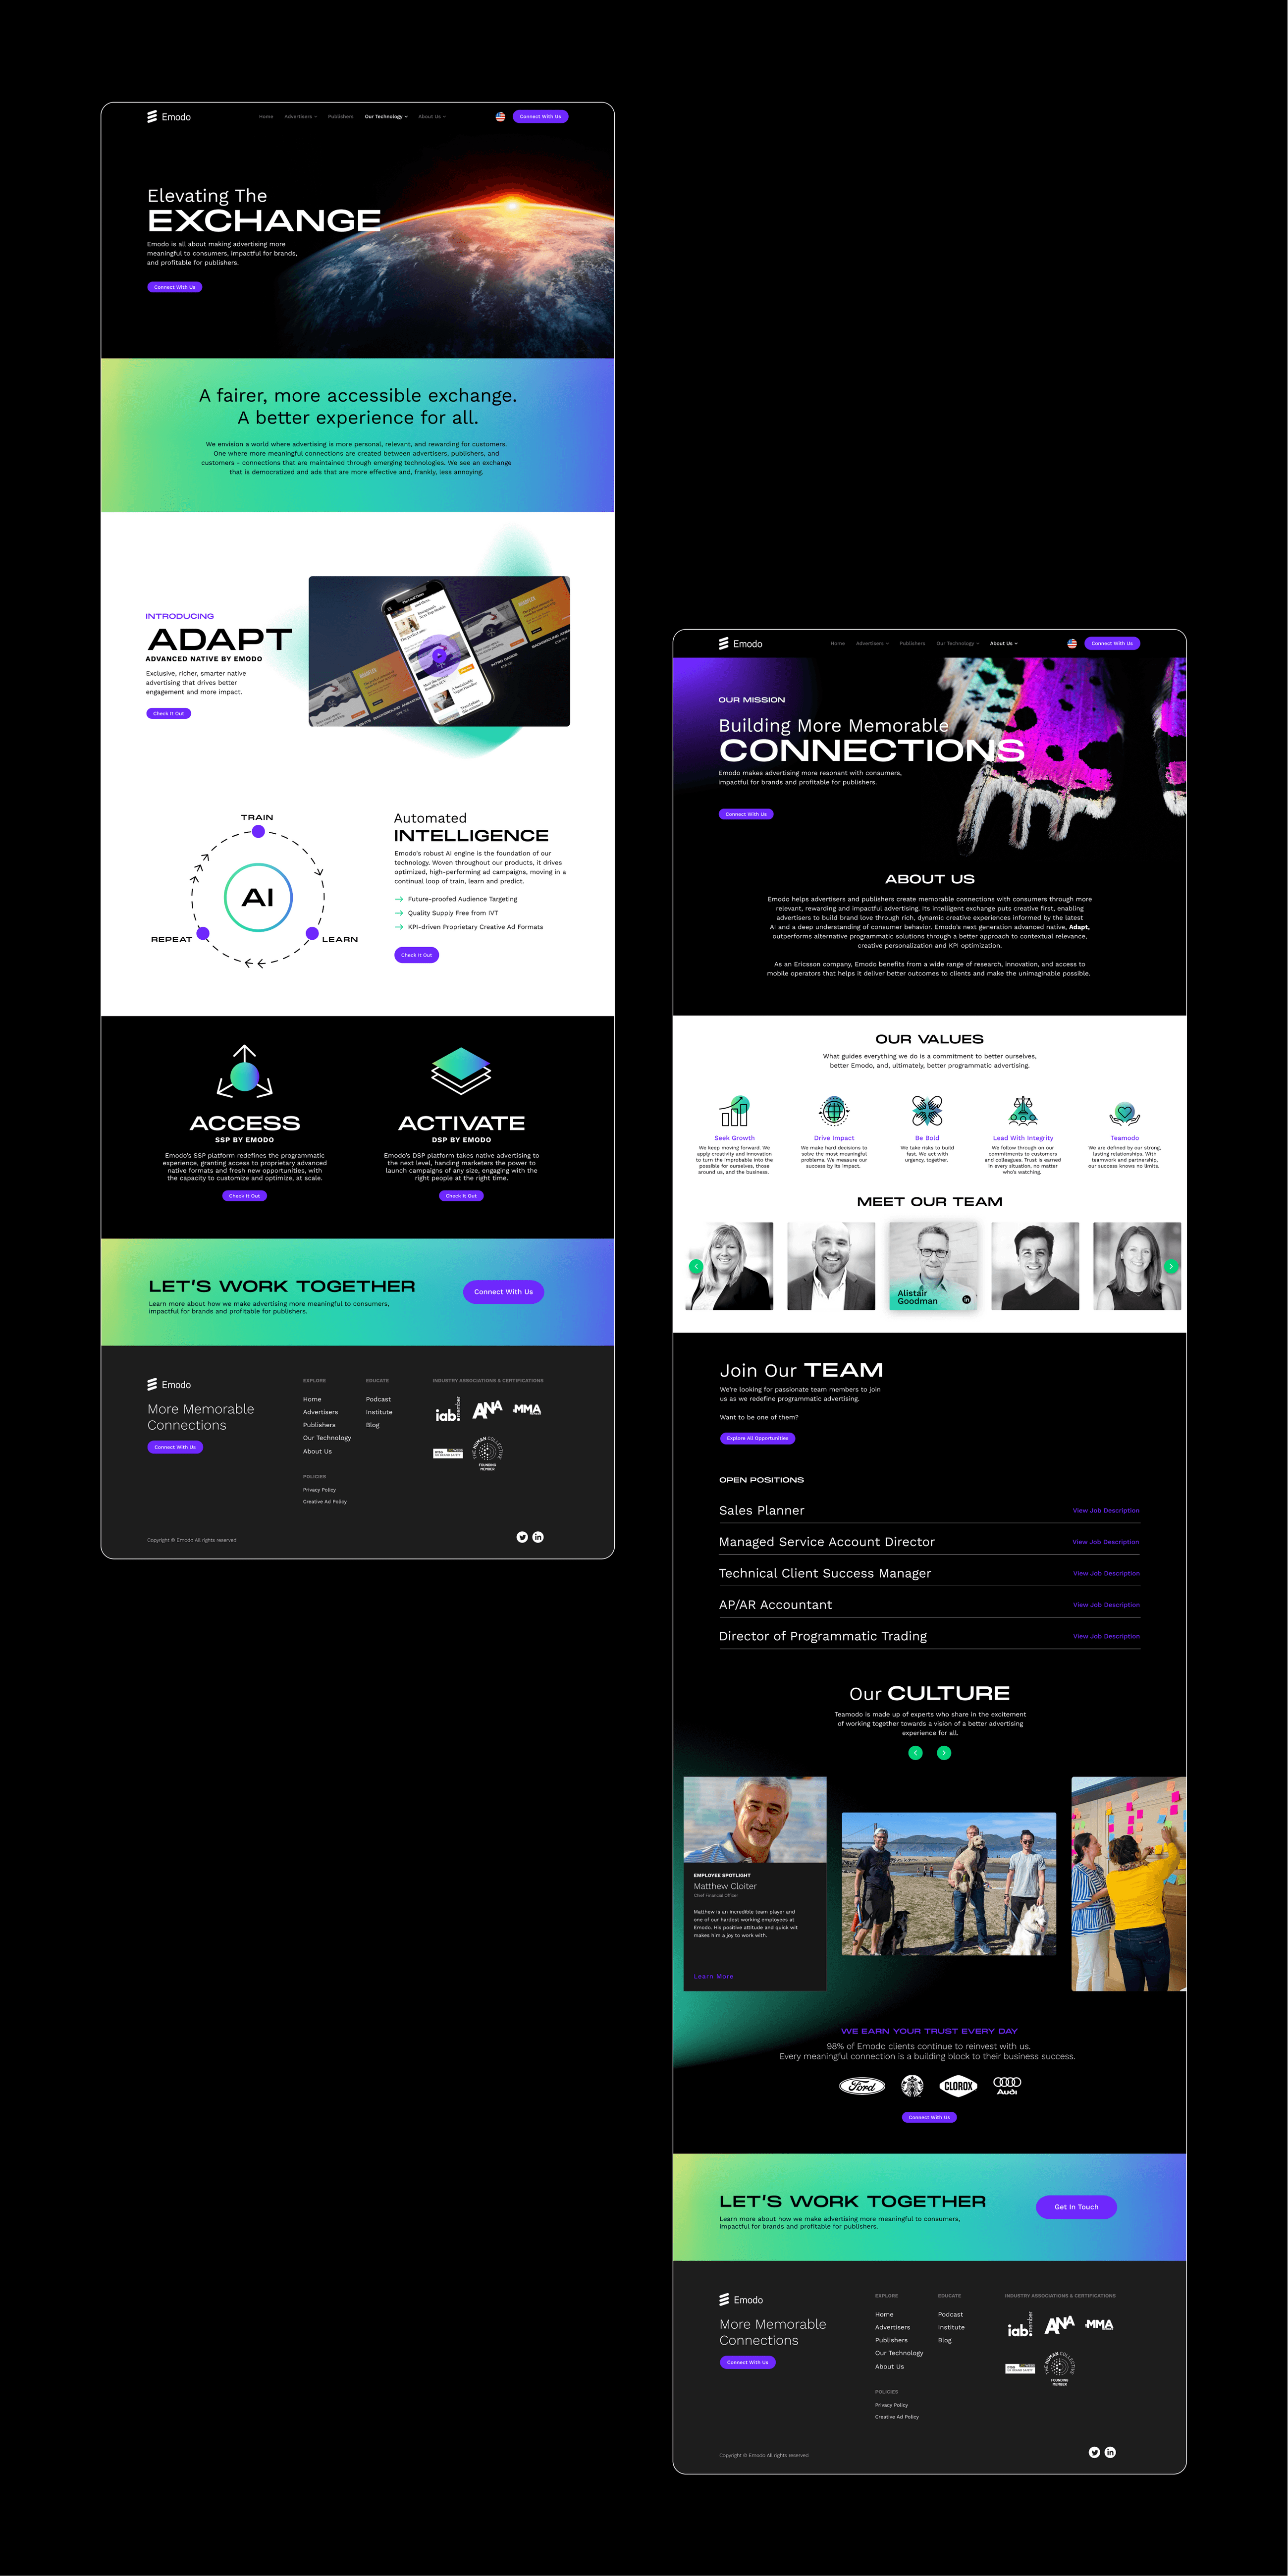 Emodo
Home
Advertisers
Publishers
Our Technology
About Us
Connect With Us
Elevating The
EXCHANGE
Emodo is all about making advertising more
meaningful to consumers, impactful for brands,
and profitable for publishers.
Connect With Us
A fairer, more accessible exchange.
A better experience for all.
We envision a world where advertising is more personal, relevant, and rewarding for customers.
One where more meaningful connections are created between advertisers, publishers, and
customers - connections that are maintained through emerging technologies. We see an exchange
that is democratized and ads that are more effective and, frankly, less annoying.
INTRODUCING
ADAPT
ADVANCED NATIVE BY EMODO
Exclusive, richer, smarter native
advertising that drives better
engagement and more impact.
Check It Out
TRAIN
AI
REPEAT
LEARN
Automated
INTELLIGENCE
Emodo's robust AI engine is the foundation of our
technology. Woven throughout our products, it drives
optimized, high-performing ad campaigns, moving in a
continual loop of train, learn and predict.
Future-proofed Audience Targeting
Quality Supply Free from IVT
KPI-driven Proprietary Creative Ad Formats
Check It Out
ACCESS
SSP BY EMODO
Emodo's SSP platform redefines the programmatic
experience, granting access to proprietary advanced
native formats and fresh new opportunities, with
the capacity to customize and optimize, at scale.
Check It Out
ACTIVATE
DSP BY EMODO
Emodo's DSP platform takes native advertising to
the next level, handing marketers the power to
launch campaigns of any size, engaging with the
right people at the right time.
Check It Out
LET'S WORK TOGETHER
Learn more about how we make advertising more meaningful to consumers,
impactful for brands and profitable for publishers.
Connect With Us
Emodo
More Memorable
Connections
Connect With Us
EXPLORE
Home
Advertisers
Publishers
Our Technology
About Us
POLICIES
Privacy Policy
Creative Ad Policy
EDUCATE
Podcast
Institute
Blog
INDUSTRY ASSOCIATIONS & CERTIFICATIONS
iab. member
ANA
MMA
THE HUMAN COLLECTIVE
FOUNDING
MEMBER
Copyright © Emodo All rights reserved
in
Emodo
Home
Advertisers
Publishers
Our Technology
About Us
Connect With Us
OUR MISSION
Building More Memorable
CONNECTIONS
Emodo makes advertising more resonant with consumers,
impactful for brands and profitable for publishers.
Connect With Us
ABOUT US
Emodo helps advertisers and publishers create memorable connections with consumers through more
relevant, rewarding and impactful advertising. Its intelligent exchange puts creative first, enabling
advertisers to build brand love through rich, dynamic creative experiences informed by the latest
AI and a deep understanding of consumer behavior. Emodo's next generation advanced native, Adapt,
outperforms alternative programmatic solutions through a better approach to contextual relevance,
creative personalization and KPI optimization.
As an Ericsson company, Emodo benefits from a wide range of research, innovation, and access to
mobile operators that helps it deliver better outcomes to clients and make the unimaginable possible.
OUR VALUES
What guides everything we do is a commitment to better ourselves,
better Emodo, and, ultimately, better programmatic advertising.
Seek Growth
We keep moving forward. We
apply creativity and innovation
to turn the improbable into the
possible for ourselves, those
around us, and the business.
Drive Impact
We make hard decisions to
solve the most meaningful
problems. We measure our
success by its impact.
Be Bold
We take risks to build
fast. We act with
urgency, together.
Lead With Integrity
We follow through on our
commitments to customers
and colleagues. Trust is earned
in every situation, no matter
who's watching.
Teamodo
We are defined by our strong,
lasting relationships. With
teamwork and partnership,
our success knows no limits.
MEET OUR TEAM
Alistair
Goodman
in
Join Our TEAM
We're looking for passionate team members to join
us as we redefine programmatic advertising.
Want to be one of them?
Explore All Opportunities
OPEN POSITIONS
Sales Planner
View Job Description
Managed Service Account Director
View Job Description
Technical Client Success Manager
View Job Description
AP/AR Accountant
View Job Description
Director of Programmatic Trading
View Job Description
Our CULTURE
Teamodo is made up of experts who share in the excitement
of working together towards a vision of a better advertising
experience for all.
EMPLOYEE SPOTLIGHT
Matthew Cloiter
Chief Financial Officer
Matthew is an incredible team player and
one of our hardest working employees at
Emodo. His positive attitude and quick wit
makes him a joy to work with.
Learn More
WE EARN YOUR TRUST EVERY DAY
98% of Emodo clients continue to reinvest with us.
Every meaningful connection is a building block to their business success.
Ford
CLOROX
Audi
Connect With Us
LET'S WORK TOGETHER
Learn more about how we make advertising more meaningful to consumers,
impactful for brands and profitable for publishers.
Get In Touch
Emodo
More Memorable
Connections
Connect With Us
EXPLORE
Home
Advertisers
Publishers
Our Technology
About Us
POLICIES
Privacy Policy
Creative Ad Policy
EDUCATE
Podcast
Institute
Blog
INDUSTRY ASSOCIATIONS & CERTIFICATIONS
iab. member
ANA
MMA
THE HUMAN COLLECTIVE
FOUNDING
MEMBER
Copyright © Emodo All rights reserved
in